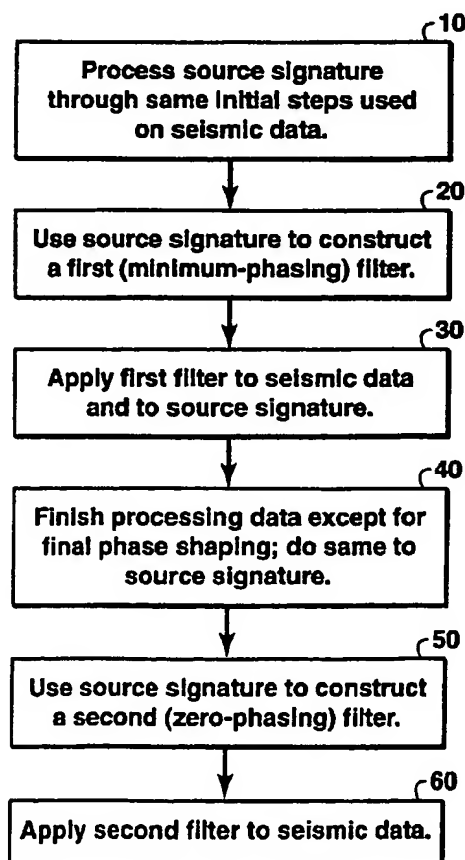 10
Process source signature
through same initial steps used
on seismic data.
20
Use source signature to construct
a first (minimum-phasing) filter.
30
Apply first filter to seismic data
and to source signature.
40
Finish processing data except for
final phase shaping; do same to
source signature.
50
Use source signature to construct
a second (zero-phasing) filter.
60
Apply second filter to seismic data.